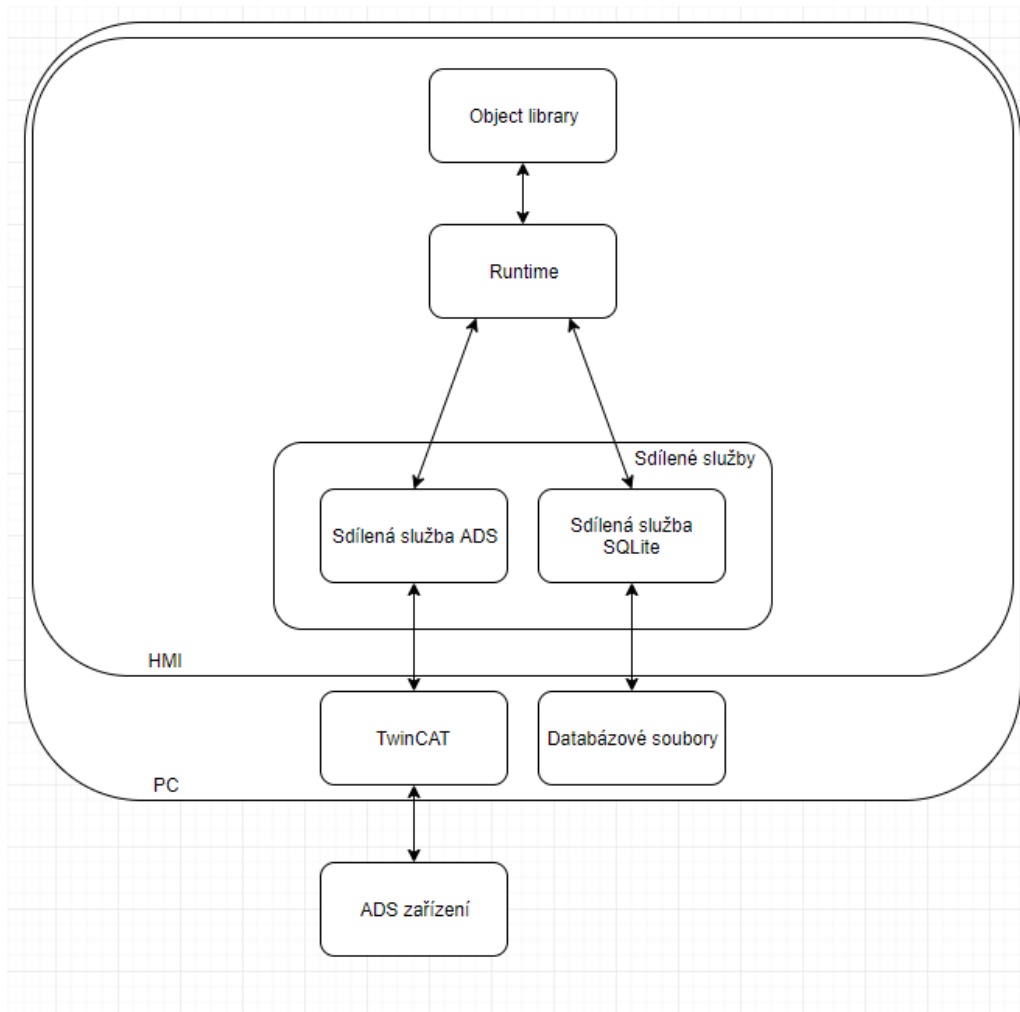 Object library
Runtime
Sdílené služby
Sdílená služba ADS
Sdílená služba
SQLite
HMI
TwinCAT
Databázové soubory
PC
ADS zařízení